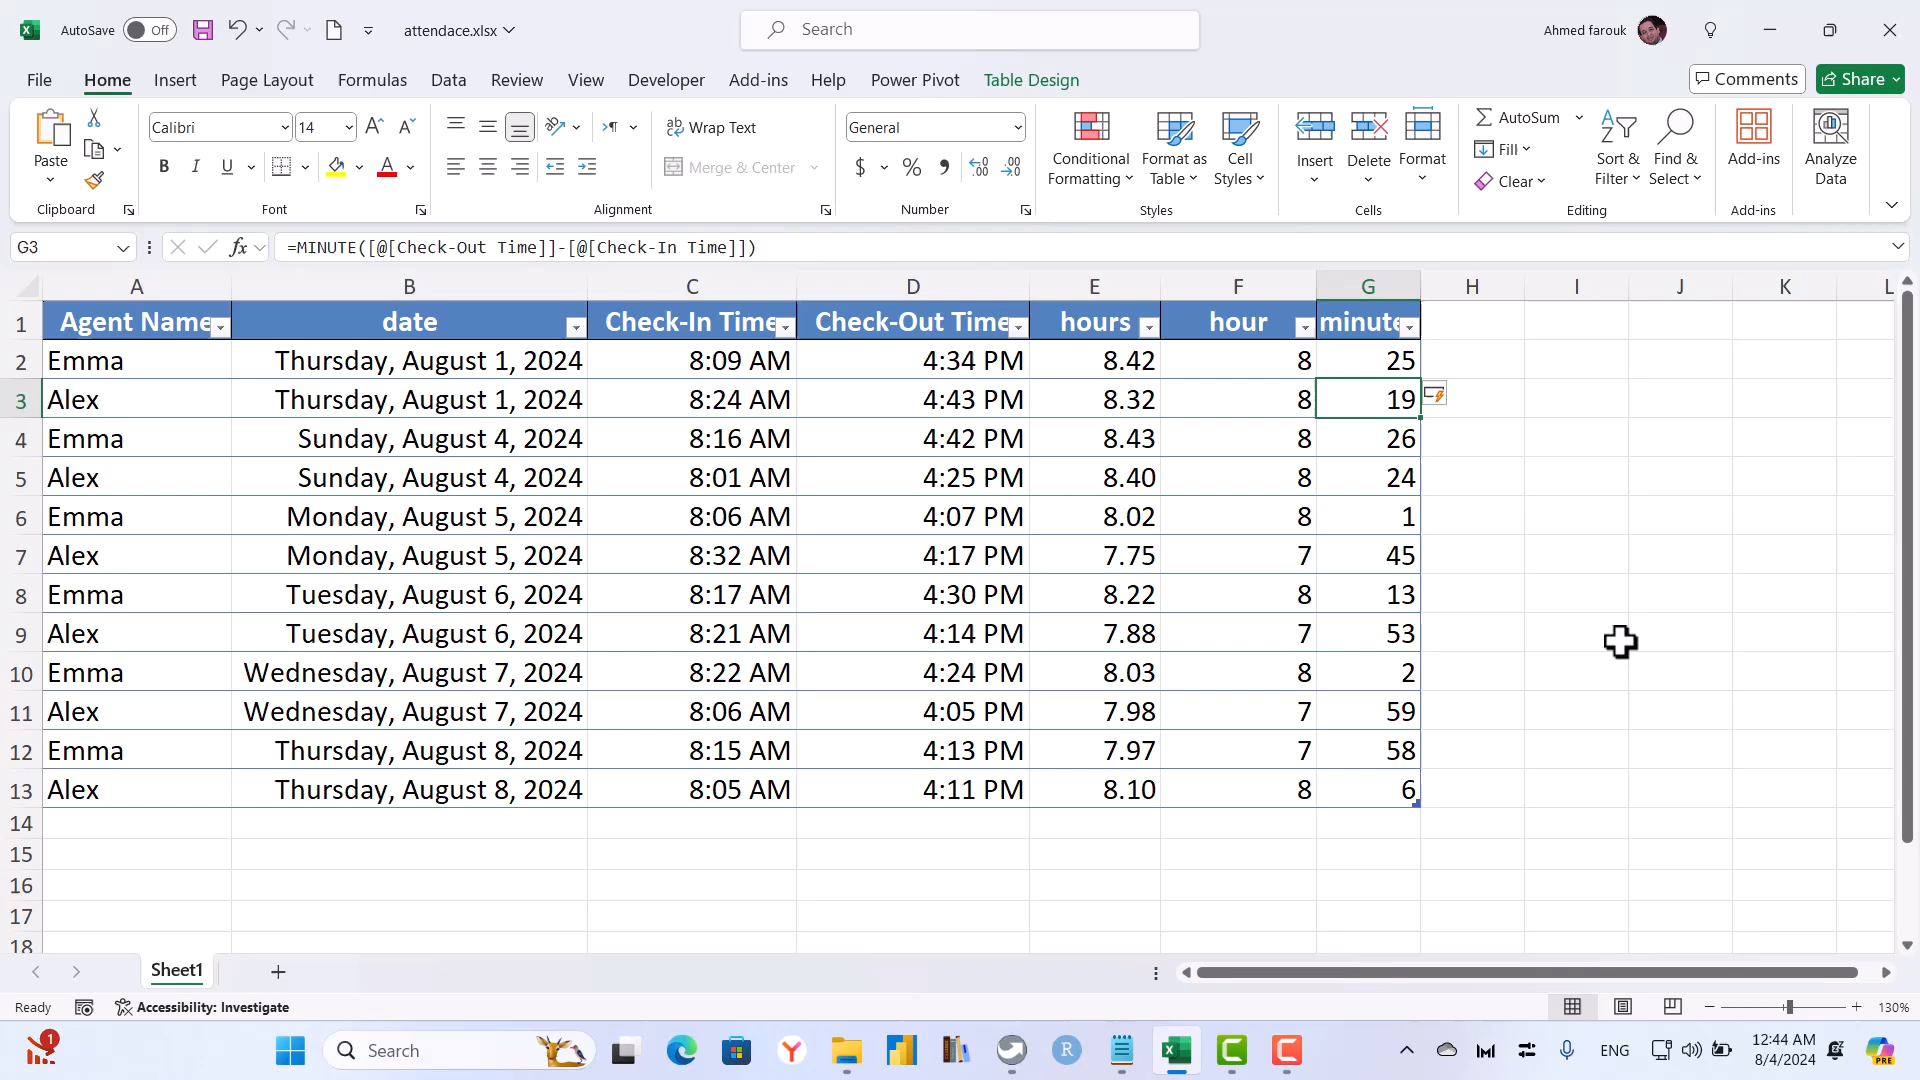 AutoSave Off attendace.xlsx Search Ahmed farouk
File Home Insert Page Layout Formulas Data Review View Developer Add-ins Help Power Pivot Table Design Comments Share
Paste Calibri 14 Wrap Text General Conditional Formatting Format as Table Cell Styles Insert Delete Format AutoSum Sort & Filter Find & Select Add-ins Analyze Data
B I U Merge & Center $ % Fill
Clear
Clipboard Font Alignment Number Styles Cells Editing Add-ins
G3 fx =MINUTE([@[Check-Out Time]]-[@[Check-In Time]])
A B C D E F G H I J K L
1 Agent Name date Check-In Time Check-Out Time hours hour minute
2 Emma Thursday, August 1, 2024 8:09 AM 4:34 PM 8.42 8 25
3 Alex Thursday, August 1, 2024 8:24 AM 4:43 PM 8.32 8 19
4 Emma Sunday, August 4, 2024 8:16 AM 4:42 PM 8.43 8 26
5 Alex Sunday, August 4, 2024 8:01 AM 4:25 PM 8.40 8 24
6 Emma Monday, August 5, 2024 8:06 AM 4:07 PM 8.02 8 1
7 Alex Monday, August 5, 2024 8:32 AM 4:17 PM 7.75 7 45
8 Emma Tuesday, August 6, 2024 8:17 AM 4:30 PM 8.22 8 13
9 Alex Tuesday, August 6, 2024 8:21 AM 4:14 PM 7.88 7 53
10 Emma Wednesday, August 7, 2024 8:22 AM 4:24 PM 8.03 8 2
11 Alex Wednesday, August 7, 2024 8:06 AM 4:05 PM 7.98 7 59
12 Emma Thursday, August 8, 2024 8:15 AM 4:13 PM 7.97 7 58
13 Alex Thursday, August 8, 2024 8:05 AM 4:11 PM 8.10 8 6
14
15
16
17
18
Sheet1
Ready Accessibility: Investigate 130%
1 Search ENG 12:44 AM
8/4/2024